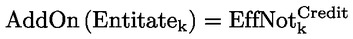 AddOn (Entitate_k) = EffNot_k^Credit